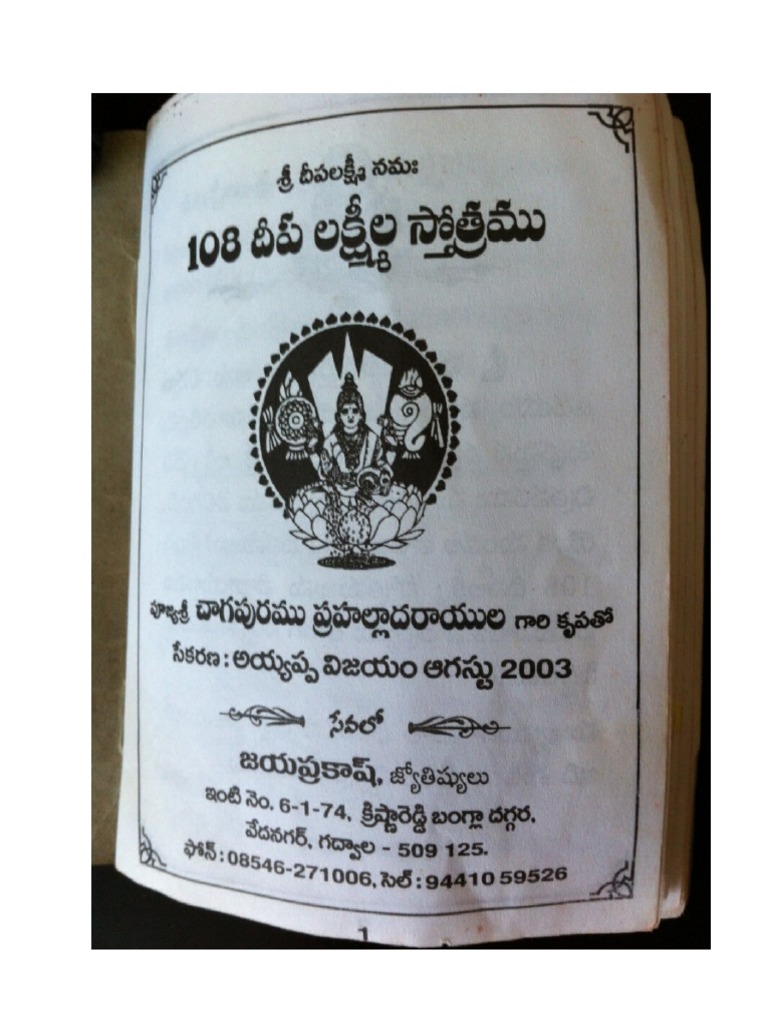 శ్రీ దీపలక్ష్మీ నమః
108 దీప లక్ష్మీల స్తోత్రము
పూజ్యశ్రీ చాగపురము ప్రహల్లాదరాయుల గారి కృపతో
సేకరణ : అయ్యప్ప విజయం ఆగస్టు 2003
సేవలో
జయప్రకాష్, జ్యోతిష్యులు
ఇంటి నెం. 6-1-74, క్రిష్ణారెడ్డి బంగ్లా దగ్గర,
వేదనగర్, గద్వాల - 509 125.
ఫోన్ : 08546-271006, సెల్ : 94410 59526
1